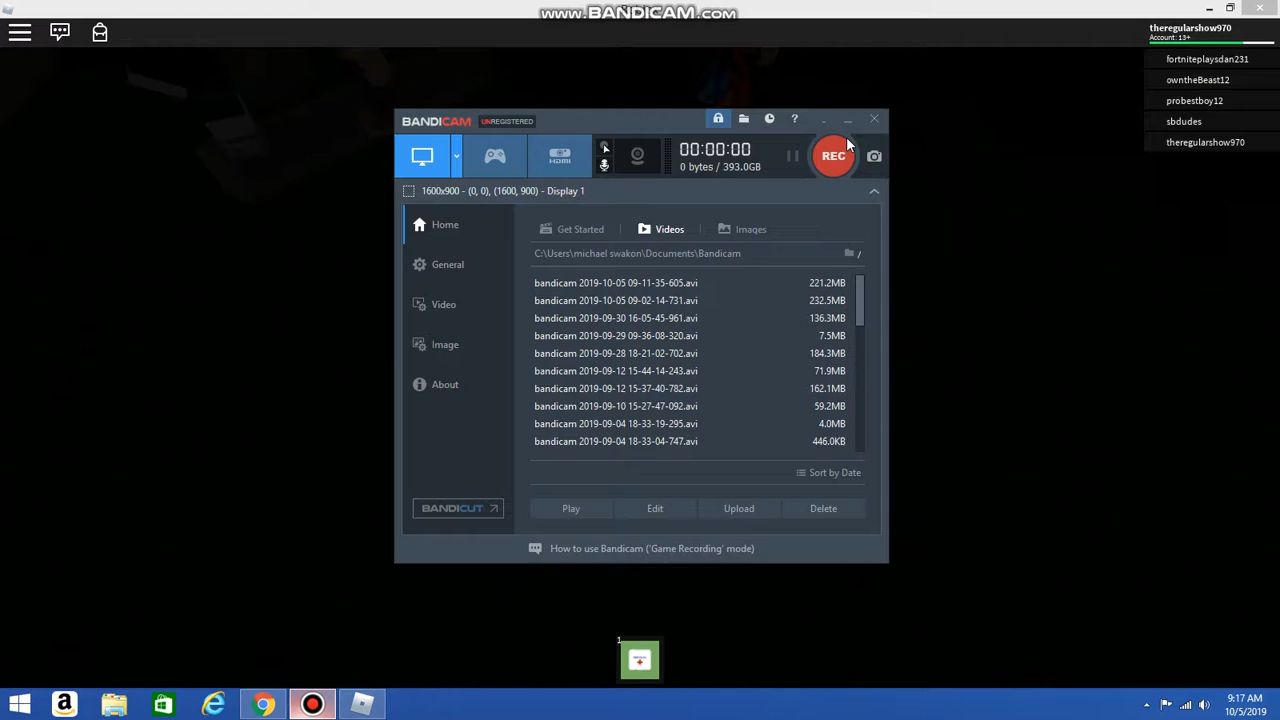 www.BANDICAM.com
theregularshow970
Account: 13+
fortniteplaysdan231
owntheBeast12
probestboy12
sbdudes
theregularshow970
BANDICAM UNREGISTERED
HDMI
00:00:00
0 bytes / 393.0GB
REC
1600x900 - (0, 0), (1600, 900) - Display 1
Home
General
Video
Image
About
BANDICUT
Get Started
Videos
Images
C:\Users\michael swakon\Documents\Bandicam
/
bandicam 2019-10-05 09-11-35-605.avi 221.2MB
bandicam 2019-10-05 09-02-14-731.avi 232.5MB
bandicam 2019-09-30 16-05-45-961.avi 136.3MB
bandicam 2019-09-29 09-36-08-320.avi 7.5MB
bandicam 2019-09-28 18-21-02-702.avi 184.3MB
bandicam 2019-09-12 15-44-14-243.avi 71.9MB
bandicam 2019-09-12 15-37-40-782.avi 162.1MB
bandicam 2019-09-10 15-27-47-092.avi 59.2MB
bandicam 2019-09-04 18-33-19-295.avi 4.0MB
bandicam 2019-09-04 18-33-04-747.avi 446.0KB
Sort by Date
Play Edit Upload Delete
How to use Bandicam ('Game Recording' mode)
1
9:17 AM
10/5/2019